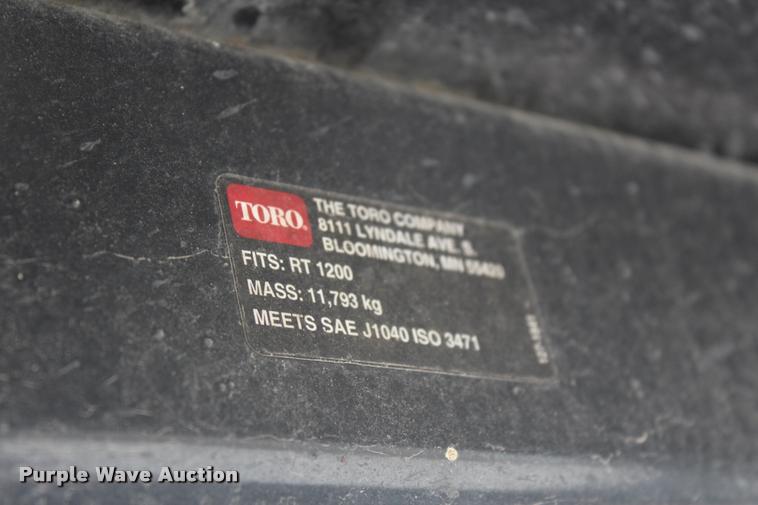 TORO
THE TORO COMPANY
8111 LYNDALE AVE. S.
BLOOMINGTON, MN 55420
FITS: RT 1200
MASS: 11,793 kg
MEETS SAE J1040 ISO 3471
Purple Wave Auction